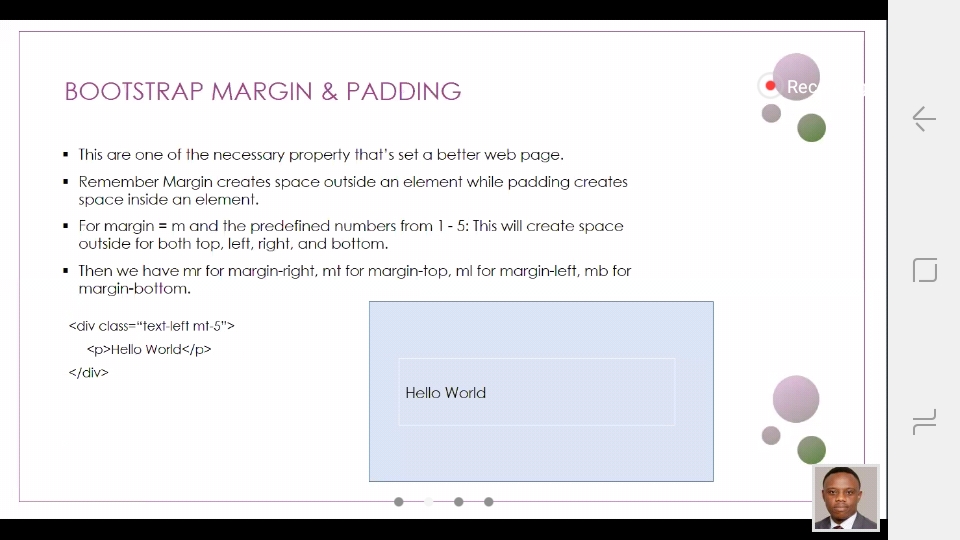 BOOTSTRAP MARGIN & PADDING
Rec
▪ This are one of the necessary property that's set a better web page.
▪ Remember Margin creates space outside an element while padding creates
space inside an element.
▪ For margin = m and the predefined numbers from 1 - 5: This will create space
outside for both top, left, right, and bottom.
▪ Then we have mr for margin-right, mt for margin-top, ml for margin-left, mb for
margin-bottom.
<div class=“text-left mt-5”>
<p>Hello World</p>
</div>
Hello World